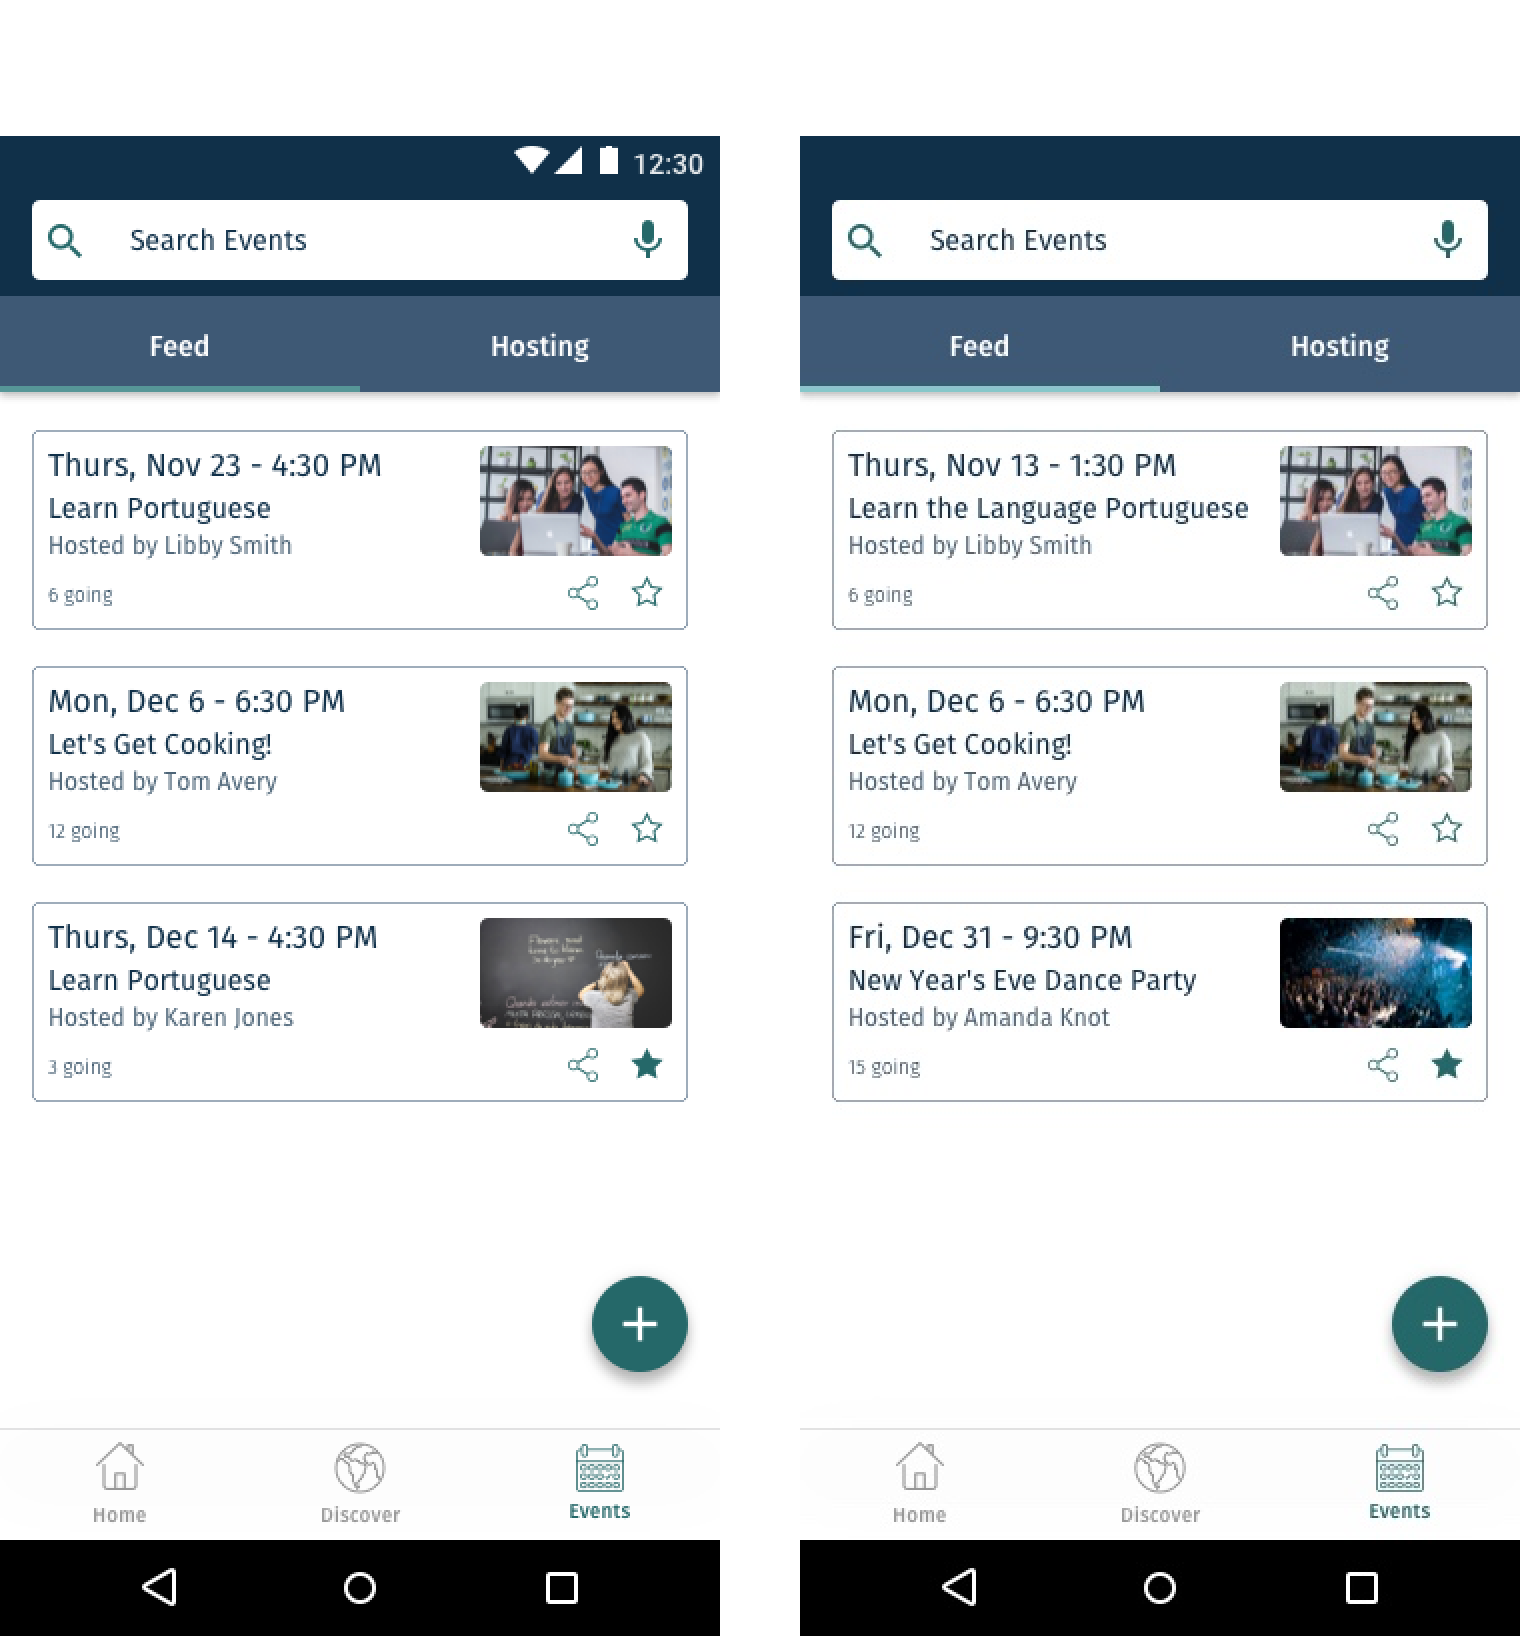 12:30
Search Events
Feed Hosting
Thurs, Nov 23 - 4:30 PM
Learn Portuguese
Hosted by Libby Smith
6 going
Mon, Dec 6 - 6:30 PM
Let's Get Cooking!
Hosted by Tom Avery
12 going
Thurs, Dec 14 - 4:30 PM
Learn Portuguese
Hosted by Karen Jones
3 going
Home Discover Events
Search Events
Feed Hosting
Thurs, Nov 13 - 1:30 PM
Learn the Language Portuguese
Hosted by Libby Smith
6 going
Mon, Dec 6 - 6:30 PM
Let's Get Cooking!
Hosted by Tom Avery
12 going
Fri, Dec 31 - 9:30 PM
New Year's Eve Dance Party
Hosted by Amanda Knot
15 going
Home Discover Events